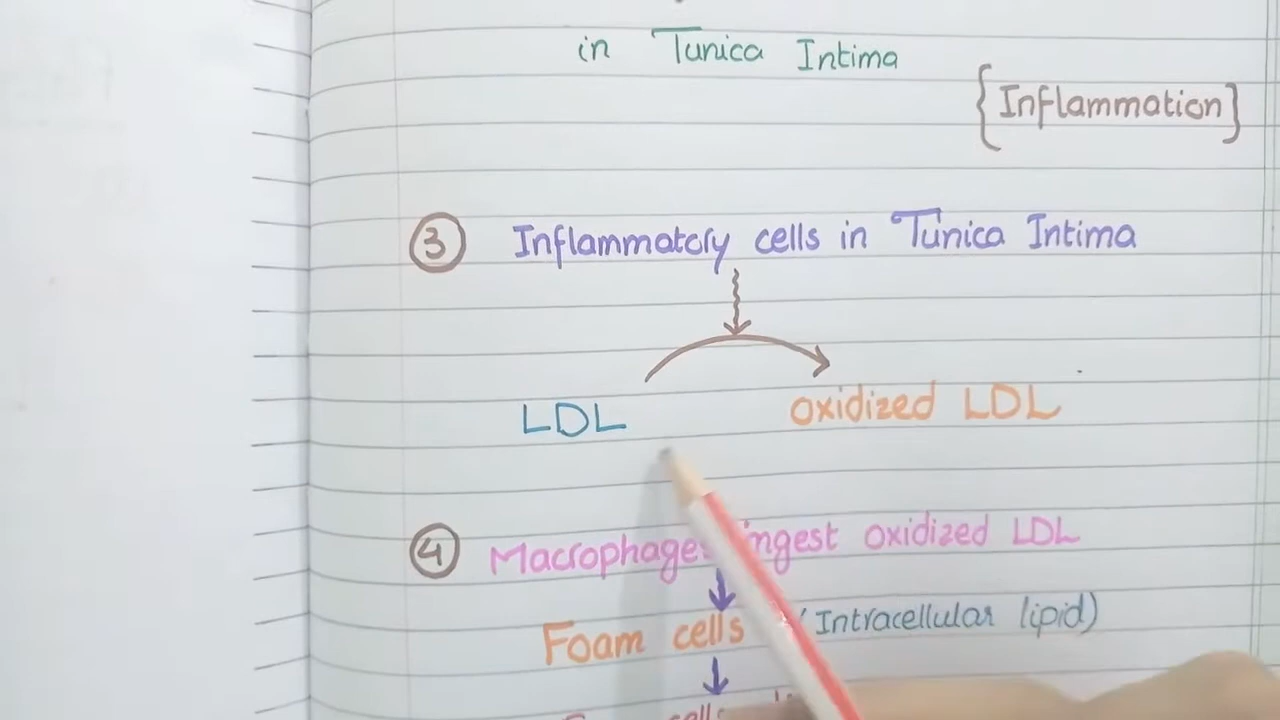 in Tunica Intima
{Inflammation}
3 Inflammatory cells in Tunica Intima
LDL oxidized LDL
4 Macrophages ingest oxidized LDL
Foam cells (Intracellular lipid)
cells